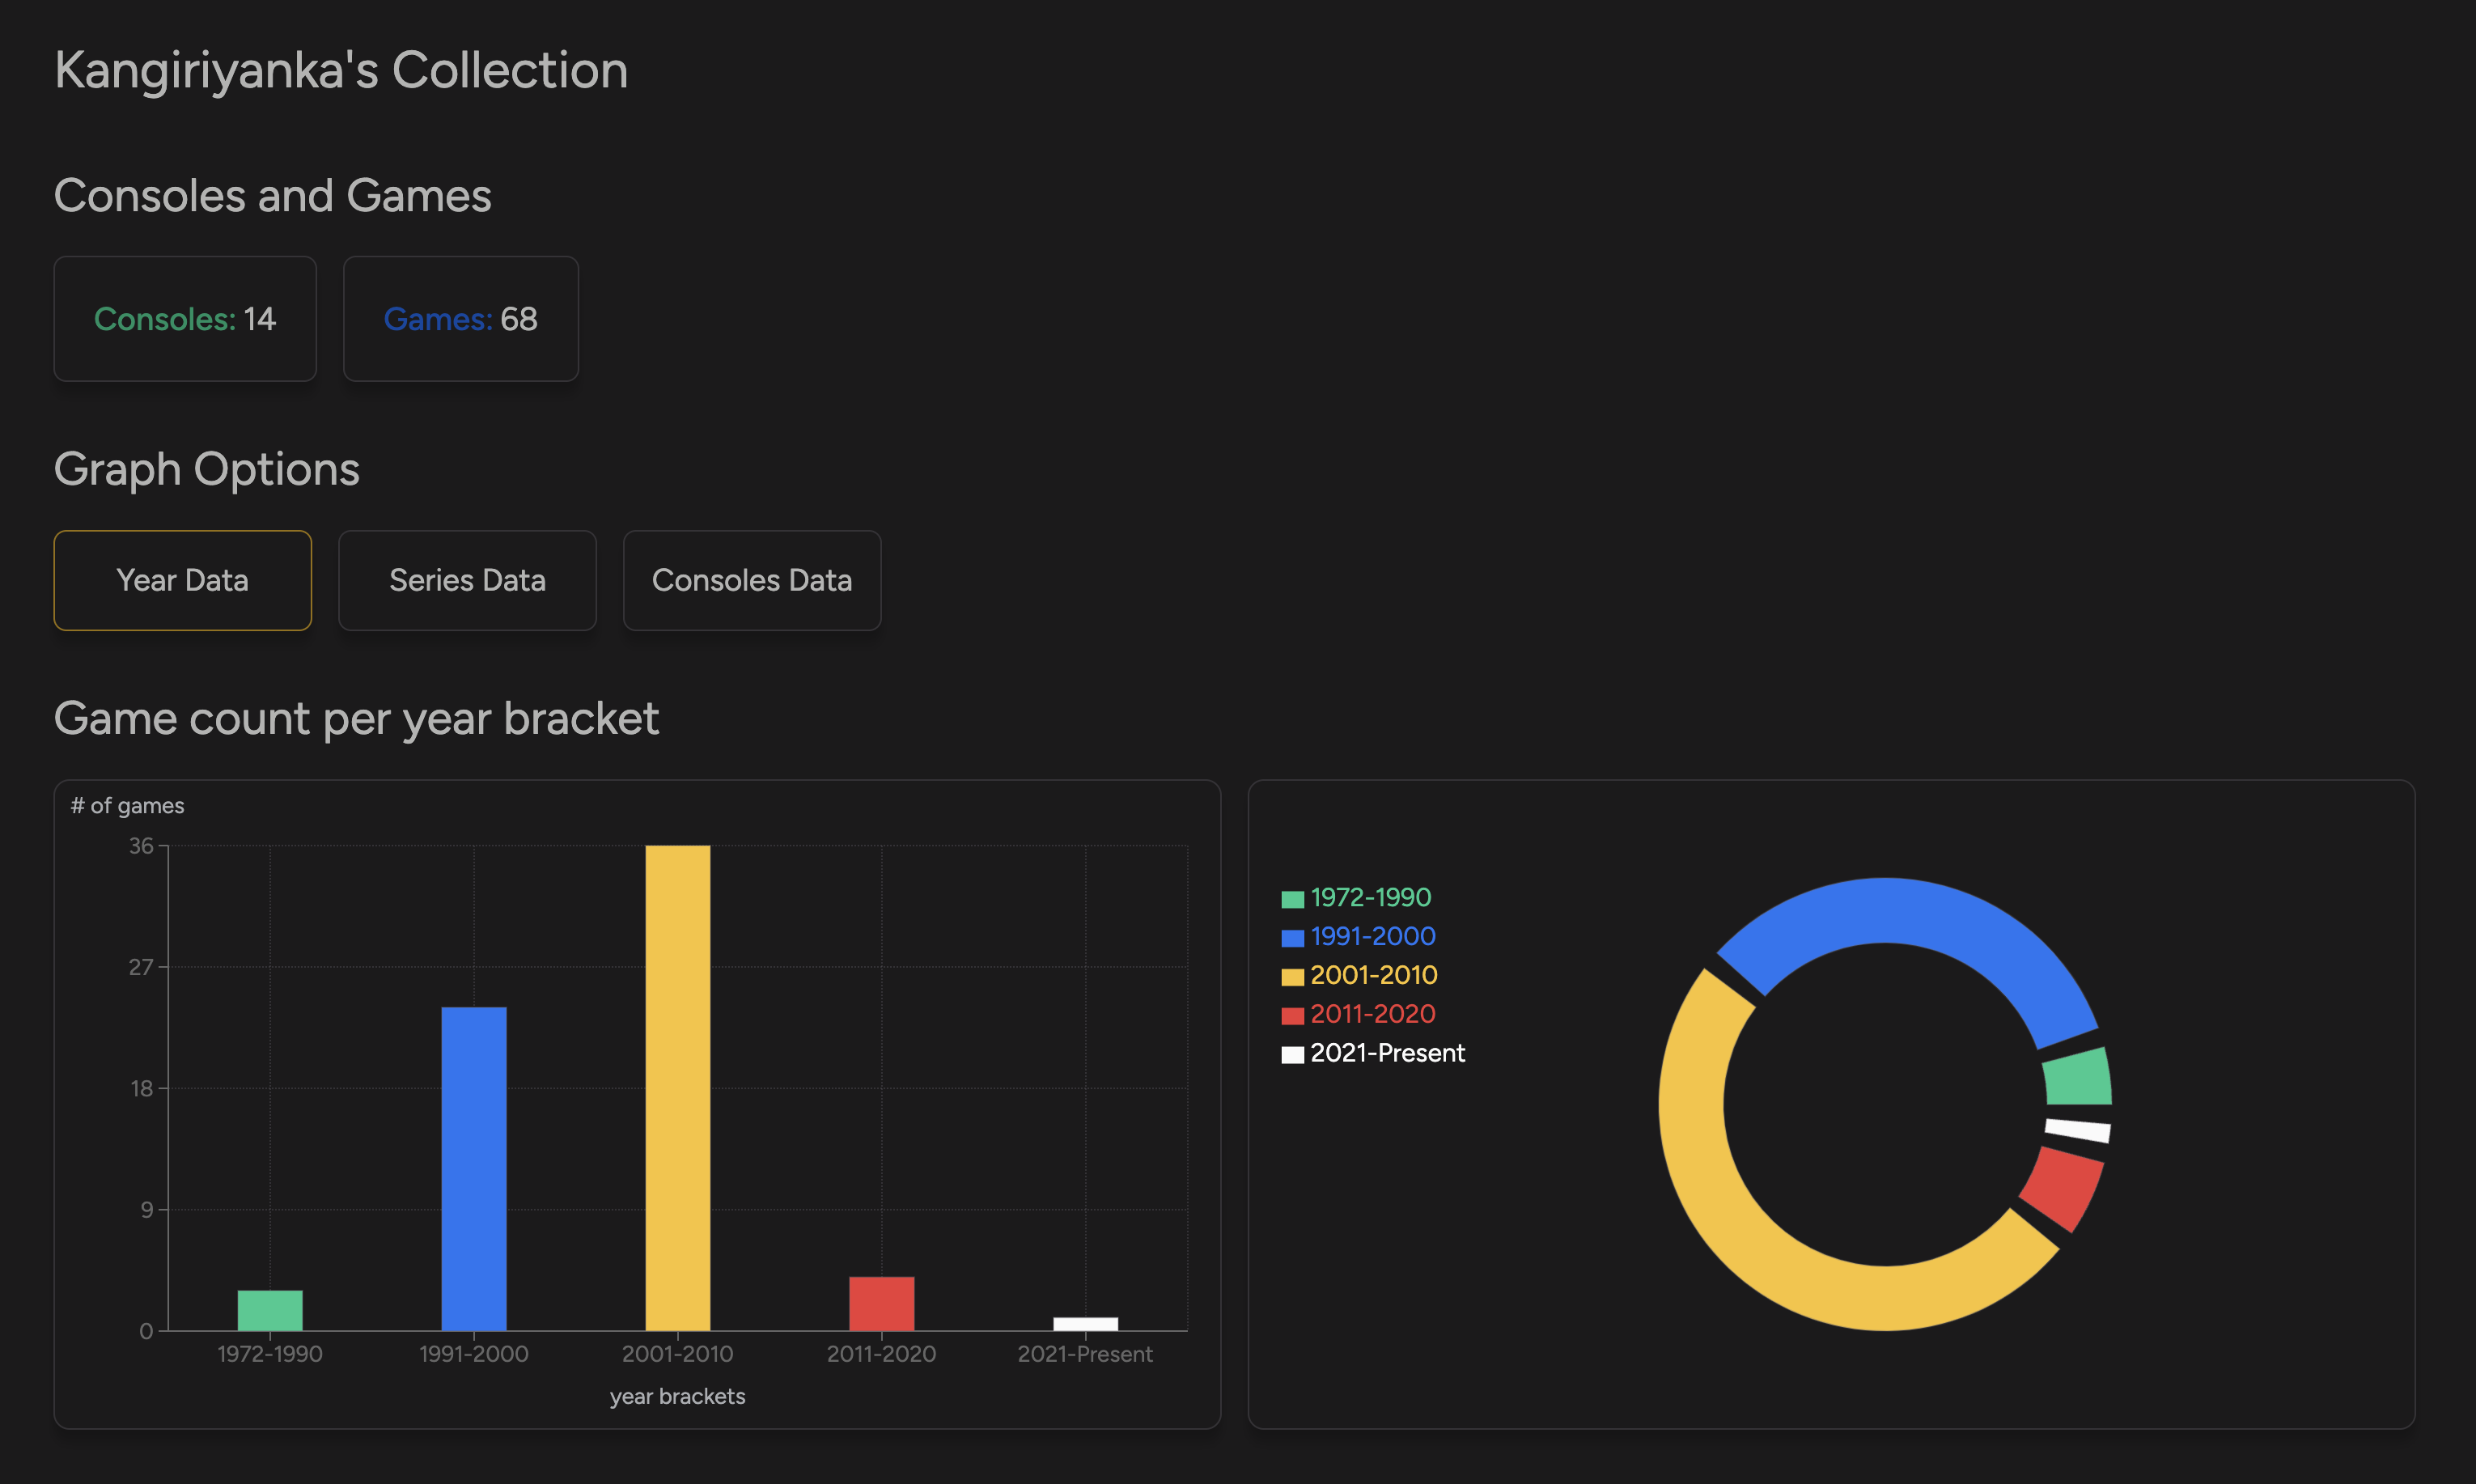 Kangiriyanka's Collection
Consoles and Games
Consoles: 14
Games: 68
Graph Options
Year Data
Series Data
Consoles Data
Game count per year bracket
# of games
36
27
18
9
0
1972-1990
1991-2000
2001-2010
2011-2020
2021-Present
year brackets
1972-1990
1991-2000
2001-2010
2011-2020
2021-Present